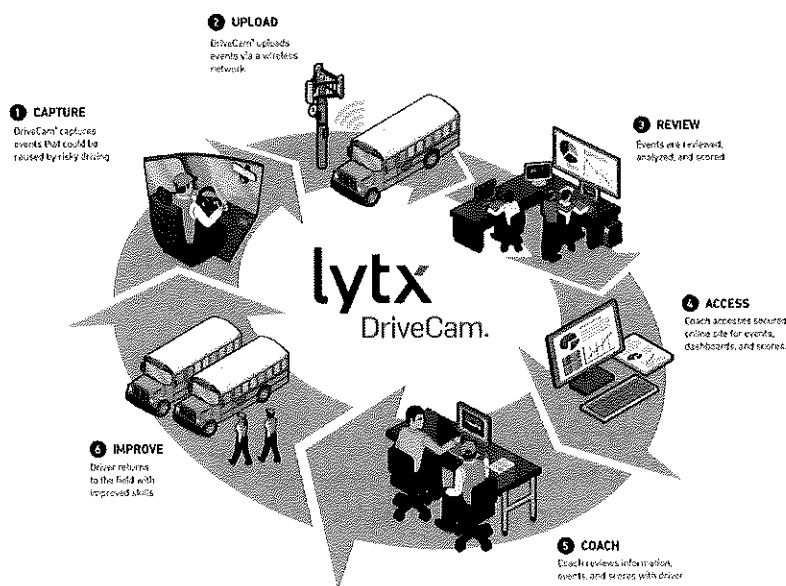 2 UPLOAD
DriveCam® uploads
events via a wireless
network
1 CAPTURE
DriveCam® captures
events that could be
caused by risky driving
3 REVIEW
Events are reviewed,
analyzed, and scored
lytx
DriveCam.
4 ACCESS
Coach accesses secured
online site for events,
dashboards, and scores.
6 IMPROVE
Driver returns
to the field with
improved skills
5 COACH
Coach reviews information,
events, and scores with driver